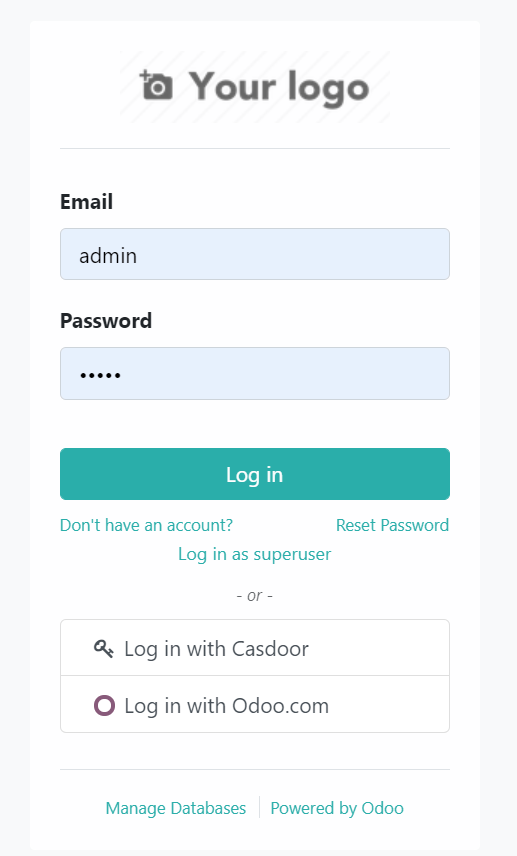 Your logo
Email
admin
Password
•••••
Log in
Don't have an account? Reset Password
Log in as superuser
- or -
Log in with Casdoor
Log in with Odoo.com
Manage Databases Powered by Odoo